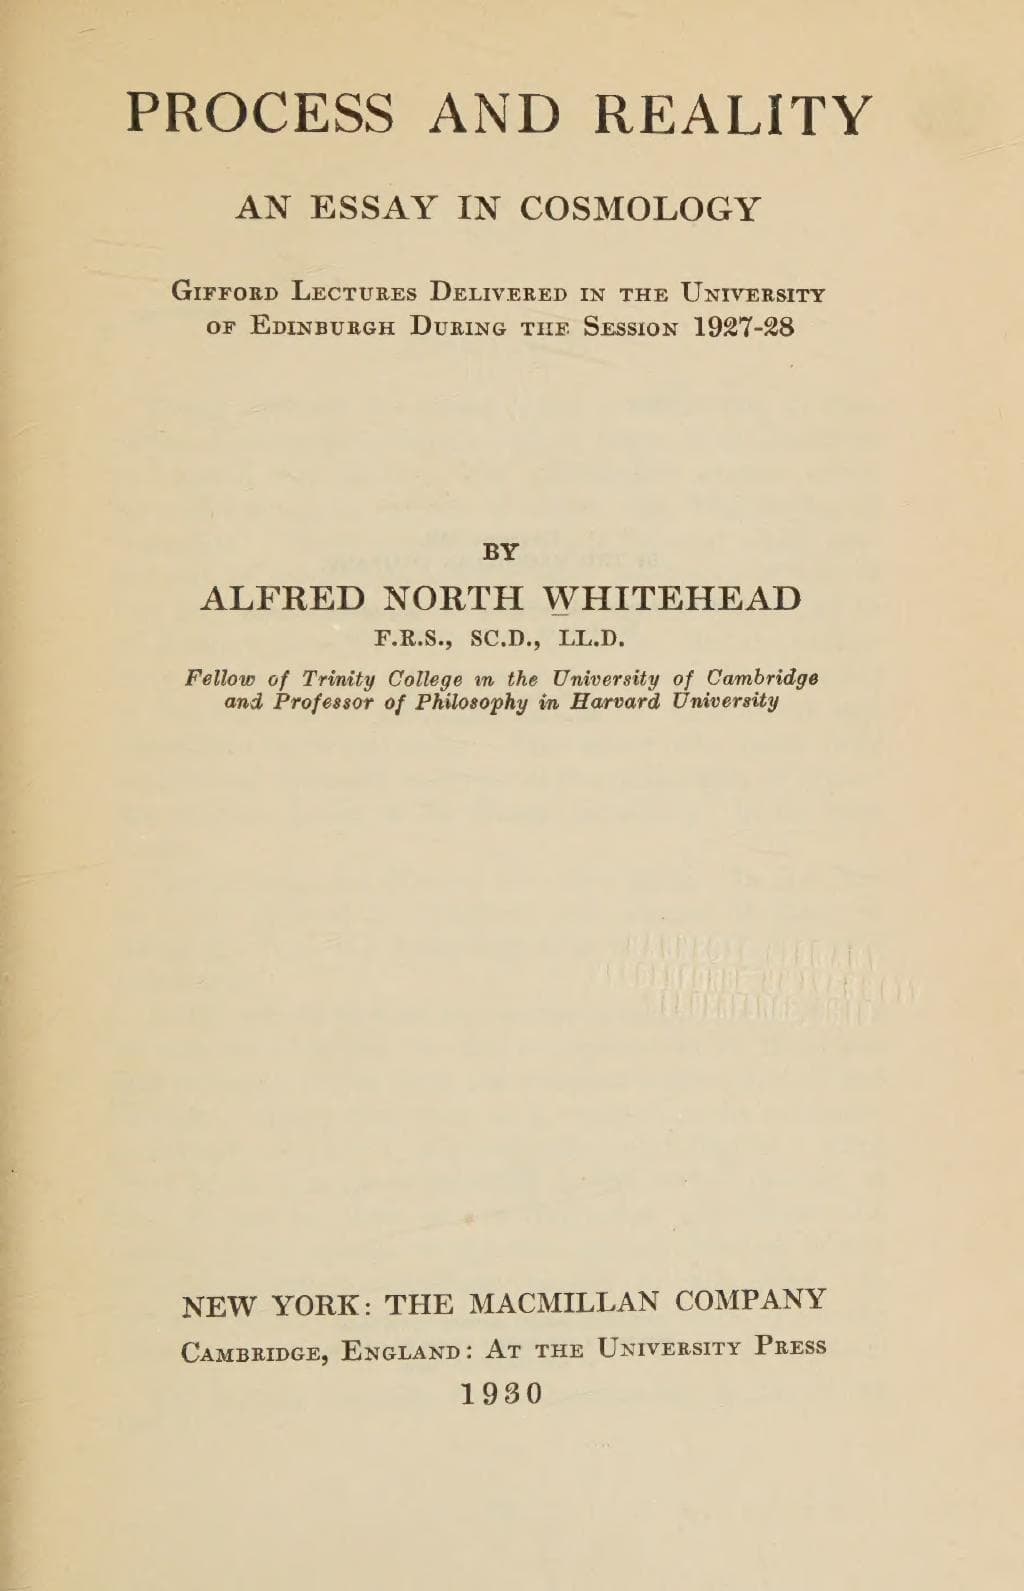 PROCESS AND REALITY
AN ESSAY IN COSMOLOGY
GIFFORD LECTURES DELIVERED IN THE UNIVERSITY
OF EDINBURGH DURING THE SESSION 1927-28
BY
ALFRED NORTH WHITEHEAD
F.R.S., SC.D., LL.D.
Fellow of Trinity College in the University of Cambridge
and Professor of Philosophy in Harvard University
NEW YORK: THE MACMILLAN COMPANY
CAMBRIDGE, ENGLAND: AT THE UNIVERSITY PRESS
1930